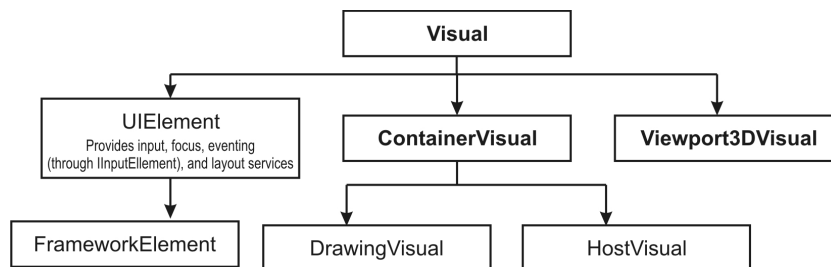 Visual
UIElement
Provides input, focus, eventing
(through IInputEllement), and layout services
ContainerVisual
Viewport3DVisual
FrameworkElement
DrawingVisual
HostVisual